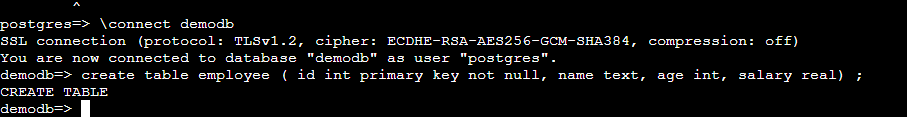 ^
postgres=> \connect demodb
SSL connection (protocol: TLSv1.2, cipher: ECDHE-RSA-AES256-GCM-SHA384, compression: off)
You are now connected to database "demodb" as user "postgres".
demodb=> create table employee ( id int primary key not null, name text, age int, salary real) ;
CREATE TABLE
demodb=>